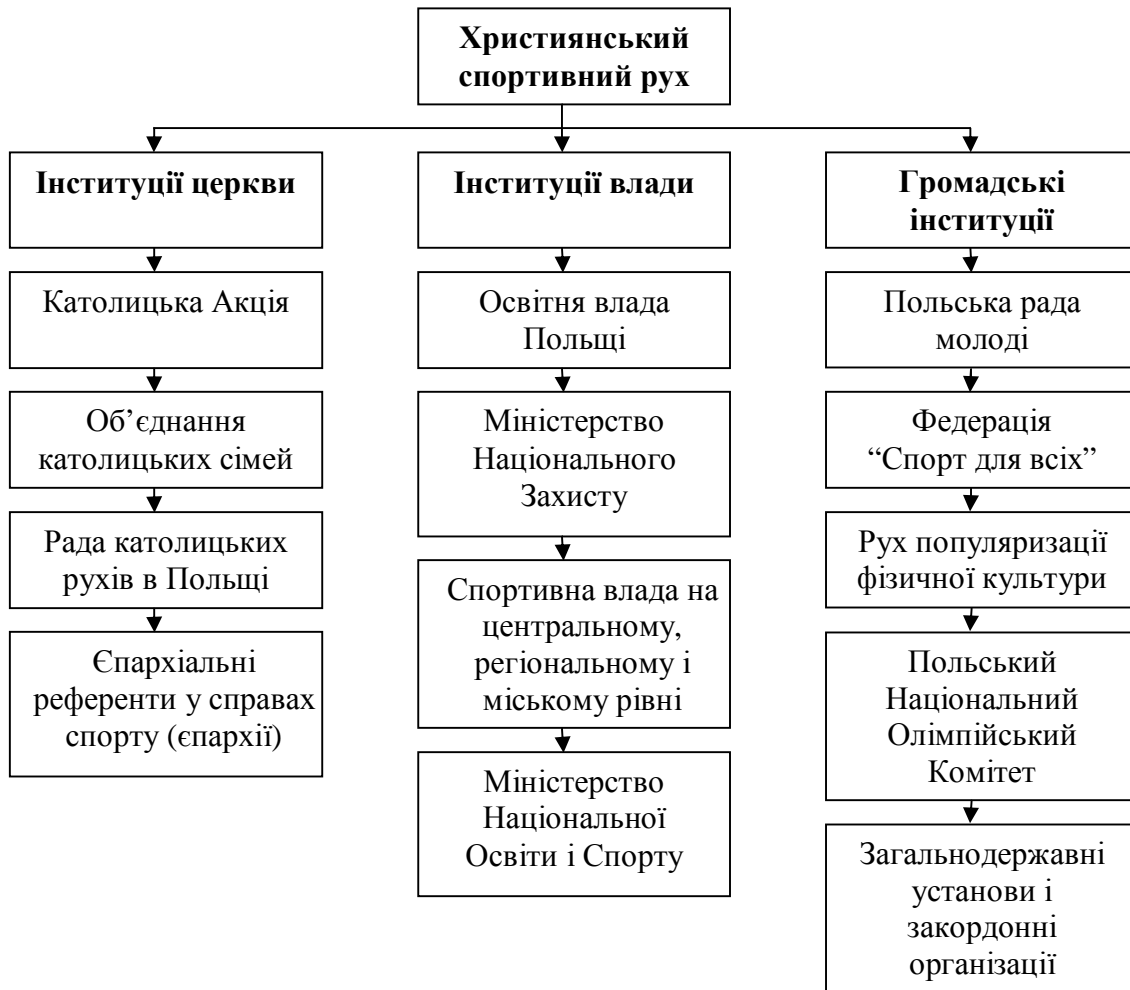 Християнський
спортивний рух
Інституції церкви
Католицька Акція
Об’єднання
католицьких сімей
Рада католицьких
рухів в Польщі
Єпархіальні
референти у справах
спорту (єпархії)
Інституції влади
Освітня влада
Польщі
Міністерство
Національного
Захисту
Спортивна влада на
центральному,
регіональному і
міському рівні
Міністерство
Національної
Освіти і Спорту
Громадські
інституції
Польська рада
молоді
Федерація
“Спорт для всіх”
Рух популяризації
фізичної культури
Польський
Національний
Олімпійський
Комітет
Загальнодержавні
установи і
закордонні
організації